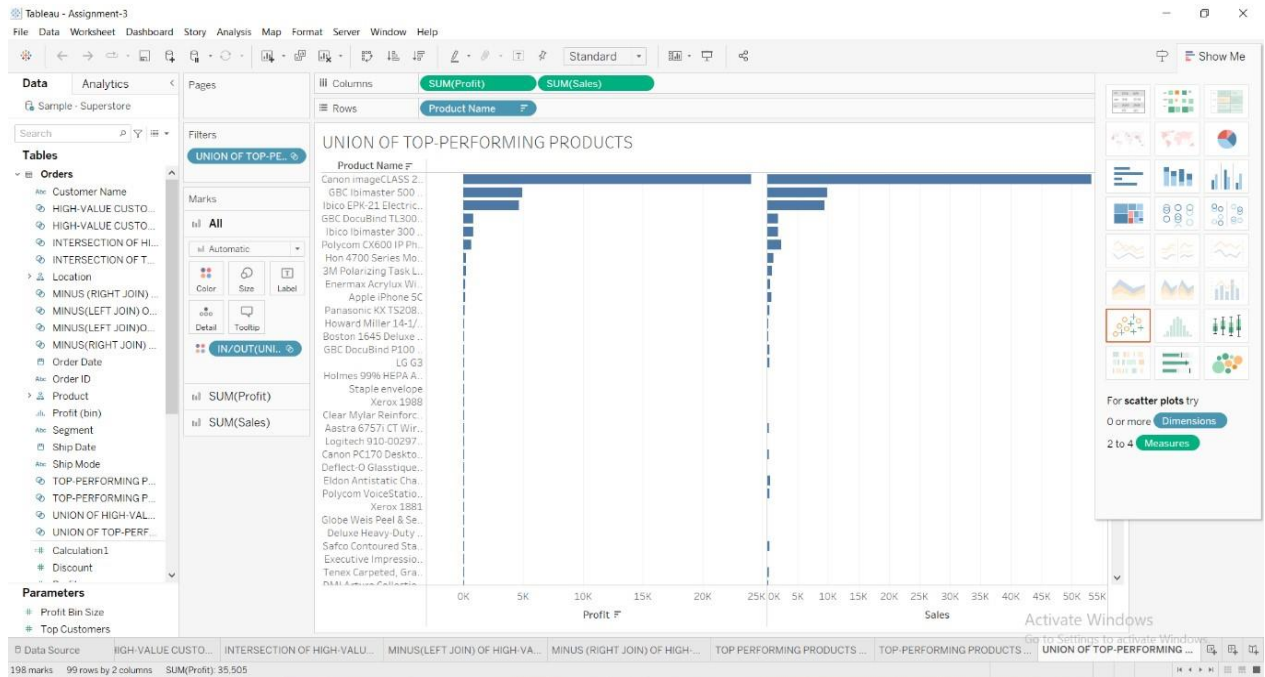 Tableau - Assignment-3
File Data Worksheet Dashboard Story Analysis Map Format Server Window Help
Standard
Show Me
Data Analytics
Sample - Superstore
Search
Tables
Orders
Abc Customer Name
HIGH-VALUE CUSTO...
HIGH-VALUE CUSTO...
INTERSECTION OF HI...
INTERSECTION OF T...
Location
MINUS (RIGHT JOIN) ...
MINUS(LEFT JOIN) O...
MINUS(LEFT JOIN)O...
MINUS(RIGHT JOIN) ...
Order Date
Abc Order ID
Product
Profit (bin)
Abc Segment
Ship Date
Abc Ship Mode
TOP-PERFORMING P...
TOP-PERFORMING P...
UNION OF HIGH-VAL...
UNION OF TOP-PERF...
=# Calculation1
# Discount
Parameters
# Profit Bin Size
# Top Customers
Pages
Filters
UNION OF TOP-PE..
Marks
All
Automatic
Color Size Label
Detail Tooltip
IN/OUT(UNI..
SUM(Profit)
SUM(Sales)
Columns SUM(Profit) SUM(Sales)
Rows Product Name
UNION OF TOP-PERFORMING PRODUCTS
Product Name
Canon imageCLASS 2..
GBC Ibimaster 500 ..
Ibico EPK-21 Electric..
GBC DocuBind TL300..
Ibico Ibimaster 300 ..
Polycom CX600 IP Ph..
Hon 4700 Series Mo..
3M Polarizing Task L..
Enermax Acrylux Wi..
Apple iPhone 5C
Panasonic KX TS208..
Howard Miller 14-1/..
Boston 1645 Deluxe ..
GBC DocuBind P100 ..
LG G3
Holmes 99% HEPA A..
Staple envelope
Xerox 1988
Clear Mylar Reinforc..
Aastra 6757i CT Wir..
Logitech 910-00297..
Canon PC170 Deskto..
Deflect-O Glasstique..
Eldon Antistatic Cha..
Polycom VoiceStatio..
Xerox 1881
Globe Weis Peel & Se..
Deluxe Heavy-Duty ..
Safco Contoured Sta..
Executive Impressio..
Tenex Carpeted, Gra..
0K 5K 10K 15K 20K 25K 0K 5K 10K 15K 20K 25K 30K 35K 40K 45K 50K 55K
Profit Sales
For scatter plots try
0 or more Dimensions
2 to 4 Measures
Activate Windows
Go to Settings to activate Windows.
Data Source HIGH-VALUE CUSTO... INTERSECTION OF HIGH-VALU... MINUS(LEFT JOIN) OF HIGH-VA... MINUS (RIGHT JOIN) OF HIGH-... TOP PERFORMING PRODUCTS ... TOP-PERFORMING PRODUCTS ... UNION OF TOP-PERFORMING ...
198 marks 99 rows by 2 columns SUM(Profit): 35,505